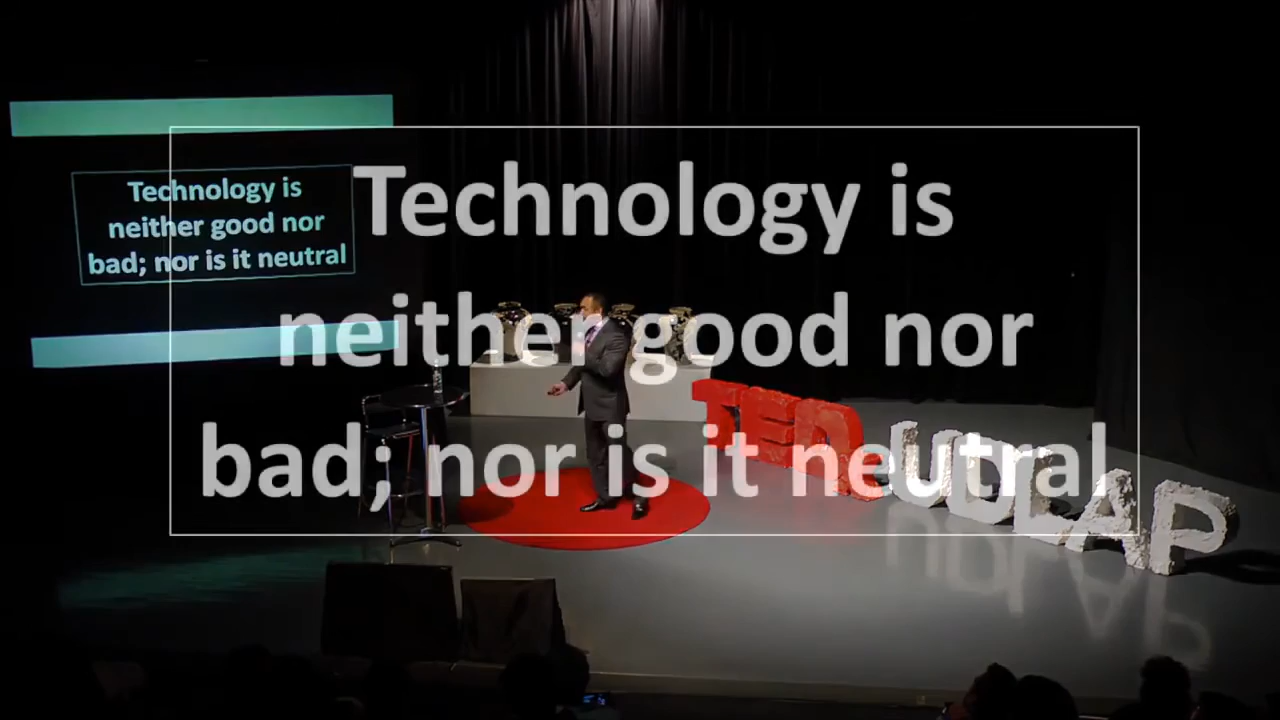 Technology is
neither good nor
bad; nor is it neutral
Technology is
neither good nor
bad; nor is it neutral
TEDx UDLAP